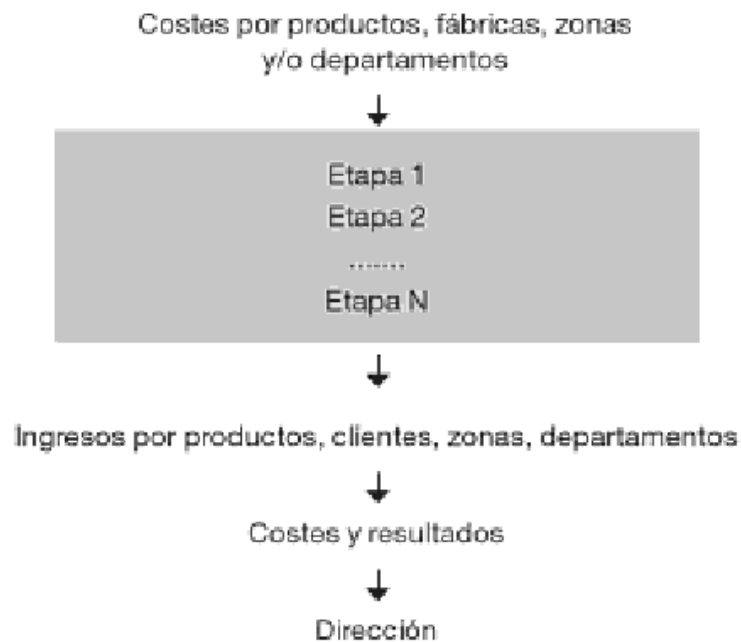 Costes por productos, fábricas, zonas
y/o departamentos
Etapa 1
Etapa 2
.......
Etapa N
Ingresos por productos, clientes, zonas, departamentos
Costes y resultados
Dirección